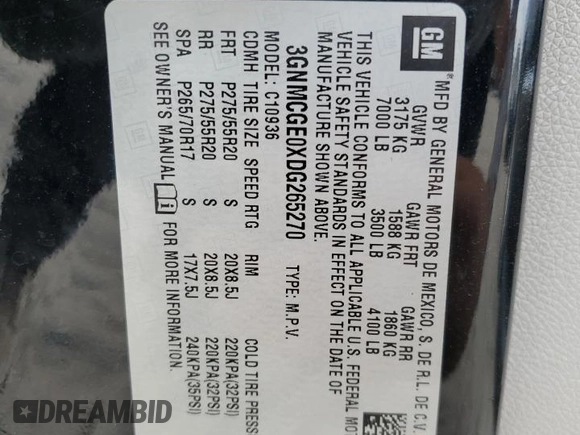 GM
MFD BY GENERAL MOTORS DE MEXICO, S. DE R.L. DE C.V.
GVWR GAWR FRT GAWR RR
3175 KG 1588 KG 1860 KG
7000 LB 3500 LB 4100 LB
THIS VEHICLE CONFORMS TO ALL APPLICABLE U.S. FEDERAL MOT
VEHICLE SAFETY STANDARDS IN EFFECT ON THE DATE OF
MANUFACTURE SHOWN ABOVE.
3GNMCGE0XDG265270 TYPE: M.P.V.
MODEL: C10936
CDMH TIRE SIZE SPEED RTG RIM COLD TIRE PRESS
FRT P275/55R20 S 20X8.5J 220KPA(32PSI)
RR P275/55R20 S 20X8.5J 220KPA(32PSI)
SPA P265/70R17 S 17X7.5J 240KPA(35PSI)
SEE OWNER'S MANUAL i FOR MORE INFORMATION.
DREAMBID